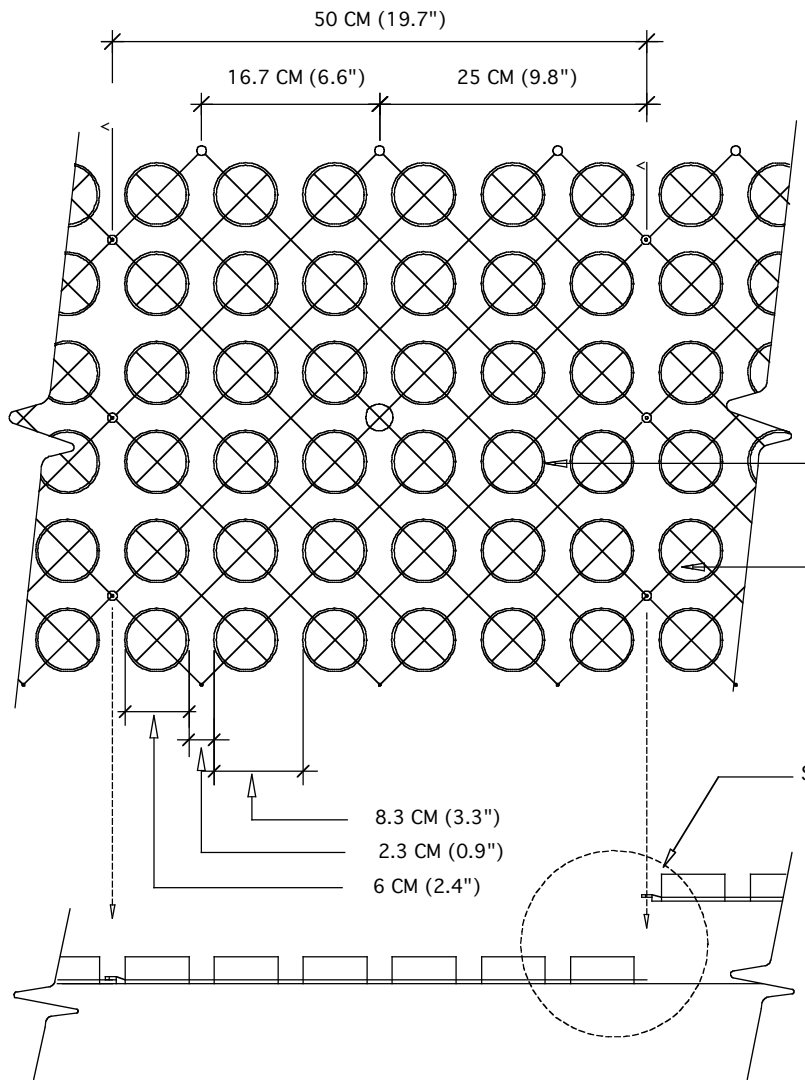 50 CM (19.7")
16.7 CM (6.6")
25 CM (9.8")
S
8.3 CM (3.3")
2.3 CM (0.9")
6 CM (2.4")